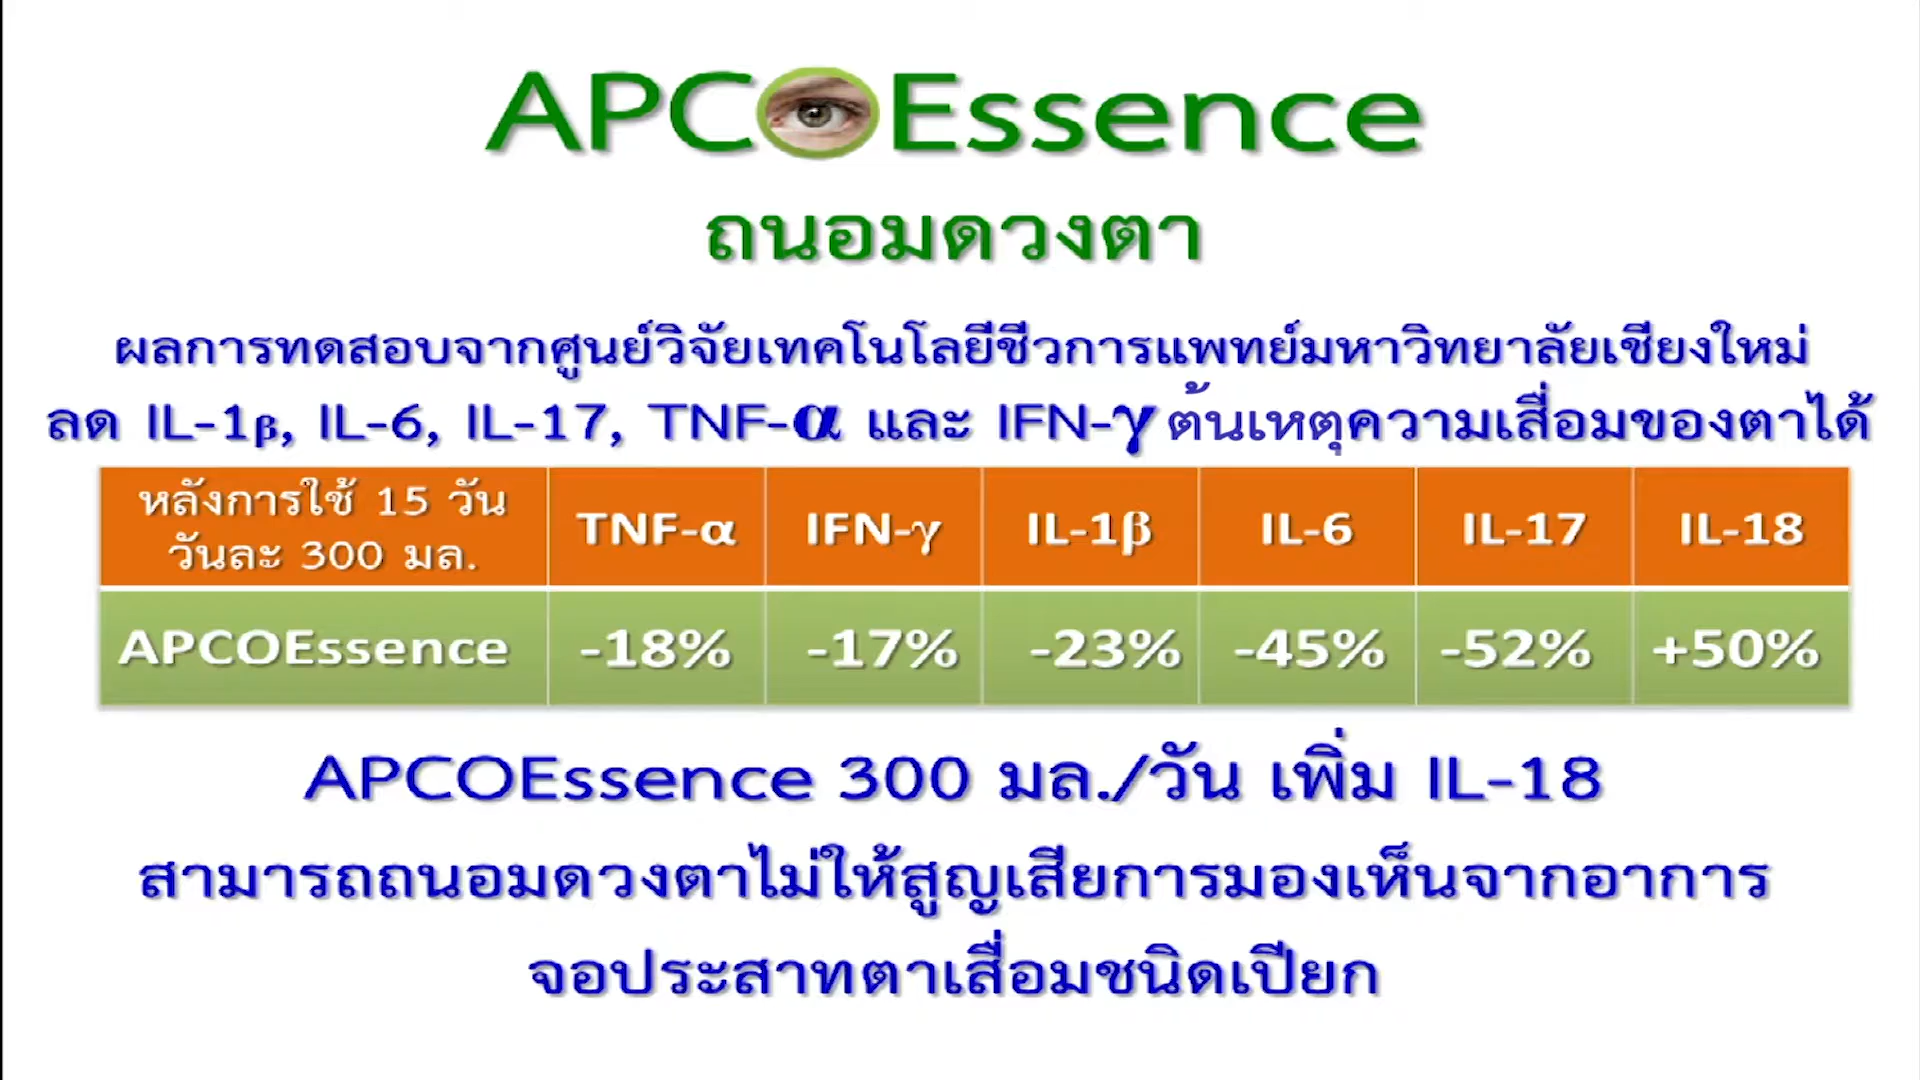 APCOEssence
ถนอมดวงตา
ผลการทดสอบจากศูนย์วิจัยเทคโนโลยีชีวการแพทย์มหาวิทยาลัยเชียงใหม่
ลด IL-1β, IL-6, IL-17, TNF-α และ IFN-γ ต้นเหตุความเสื่อมของตาได้
หลังการใช้ 15 วัน
วันละ 300 มล.
TNF-α IFN-γ IL-1β IL-6 IL-17 IL-18
APCOEssence -18% -17% -23% -45% -52% +50%
APCOEssence 300 มล./วัน เพิ่ม IL-18
สามารถถนอมดวงตาไม่ให้สูญเสียการมองเห็นจากอาการ
จอประสาทตาเสื่อมชนิดเปียก